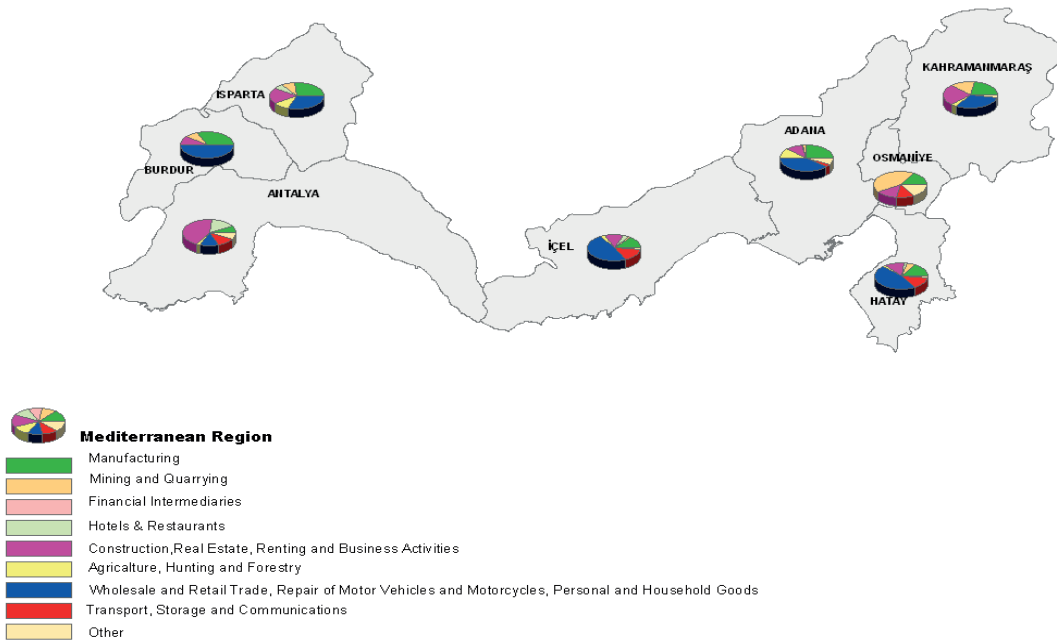 KAHRAMANMARAŞ
ISPARTA
ADANA
OSMANİYE
BURDUR
ANTALYA
İÇEL
HATAY
Mediterranean Region
Manufacturing
Mining and Quarrying
Financial Intermediaries
Hotels & Restaurants
Construction,Real Estate, Renting and Business Activities
Agriculture, Hunting and Forestry
Wholesale and Retail Trade, Repair of Motor Vehicles and Motorcycles, Personal and Household Goods
Transport, Storage and Communications
Other